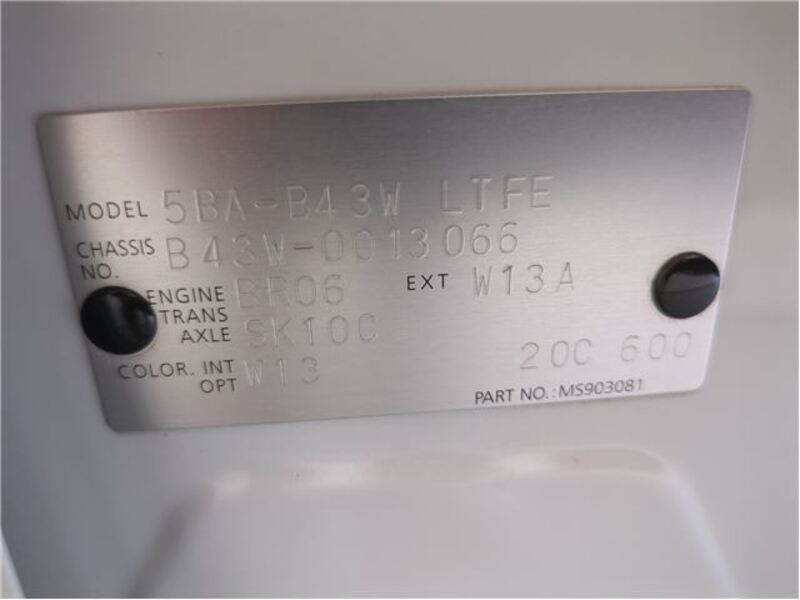 MODEL 5BA-B43W LTFE
CHASSIS NO. B43W-0013066
ENGINE BR06 EXT W13A
TRANS AXLE SK10C
COLOR. INT W13 20C 600
OPT
PART NO.:MS903081